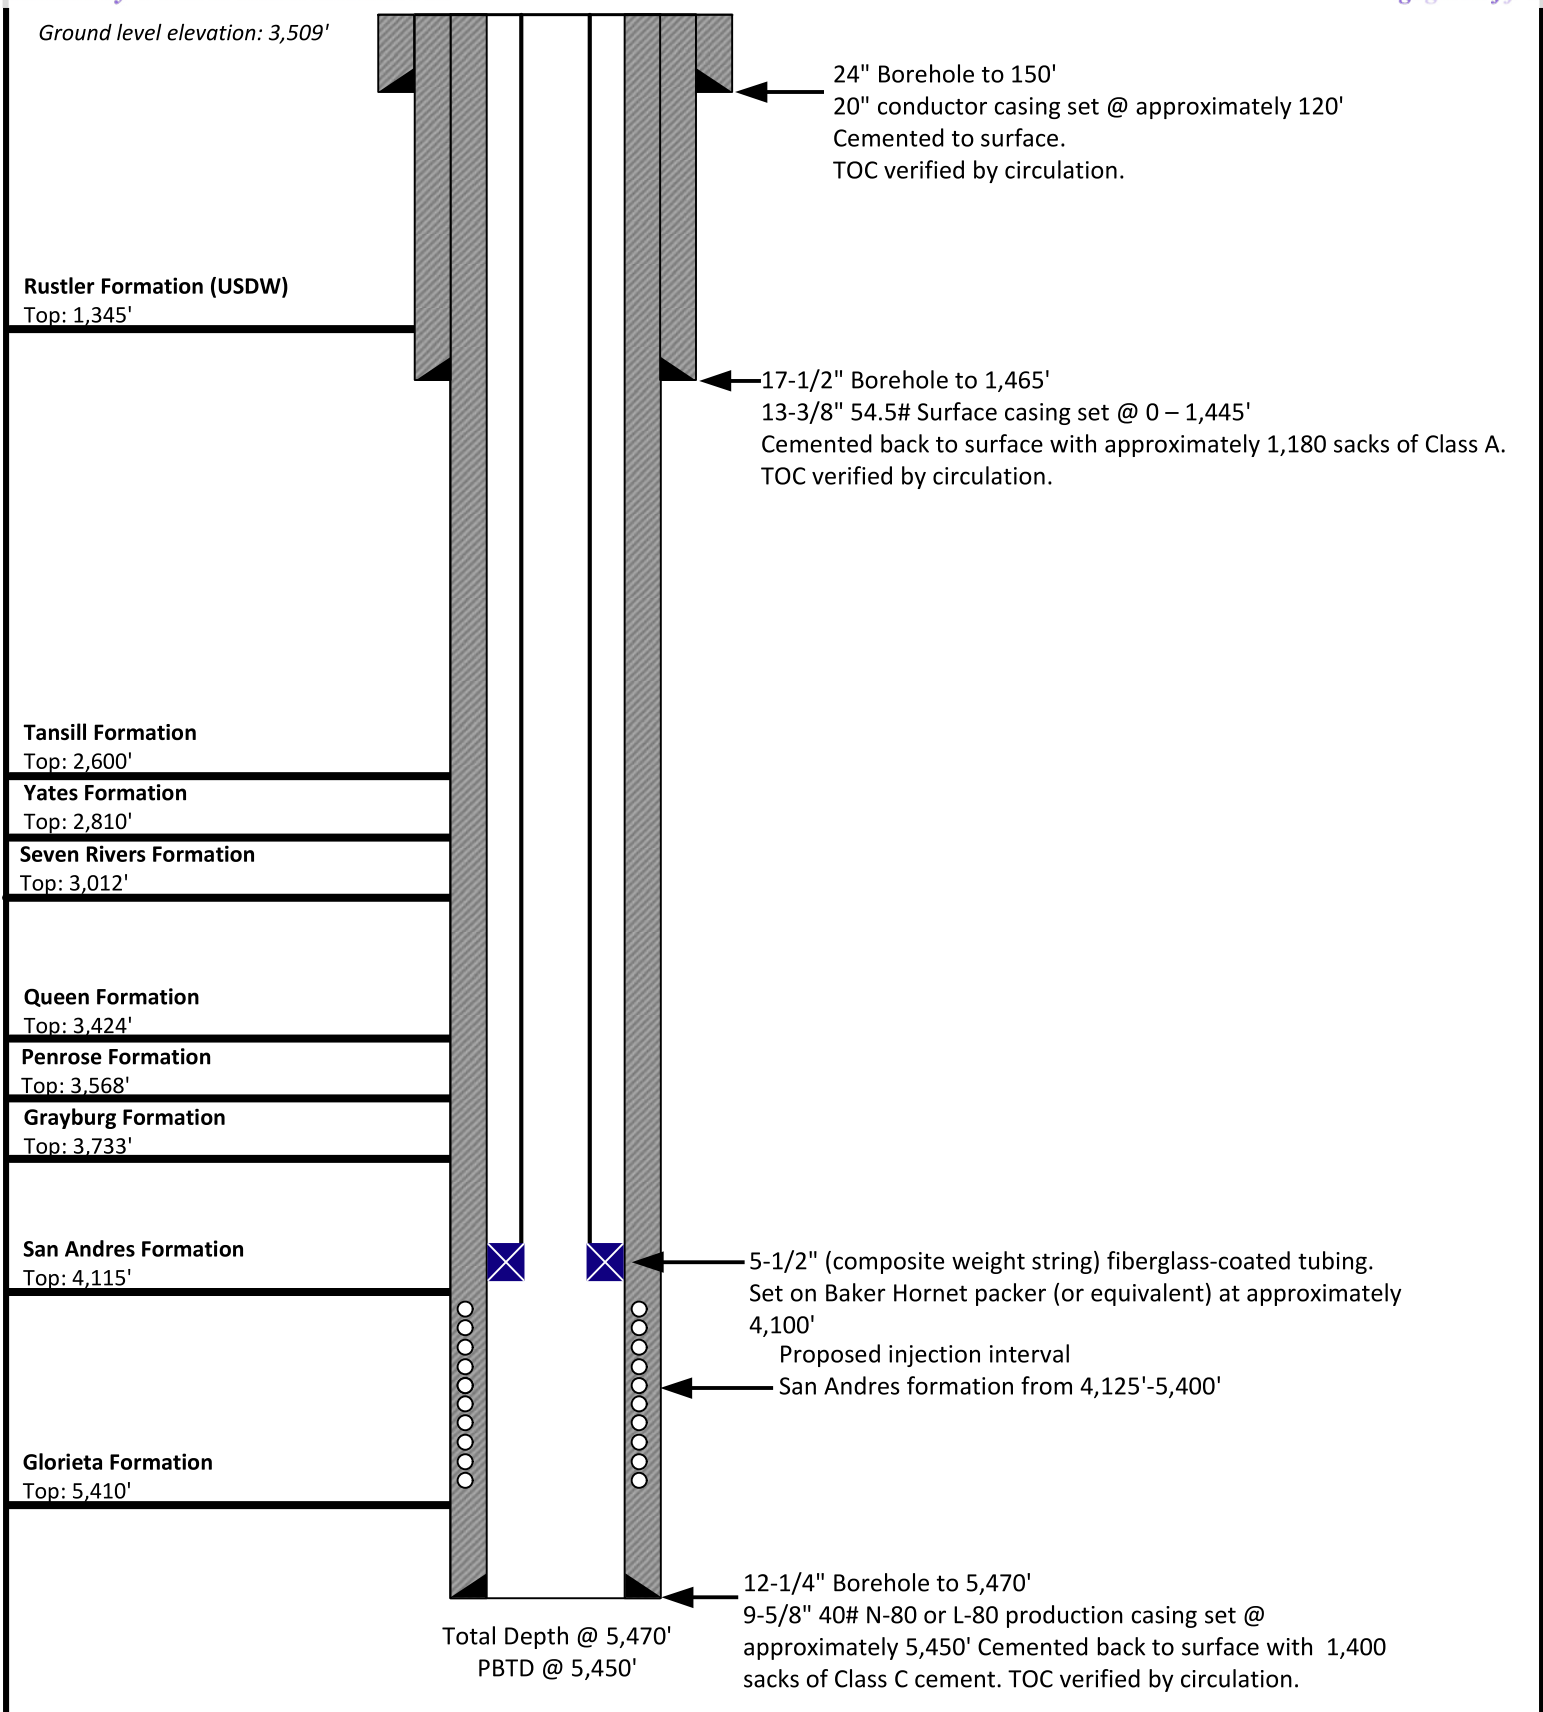 Ground level elevation: 3,509'
24" Borehole to 150'
20" conductor casing set @ approximately 120'
Cemented to surface.
TOC verified by circulation.
Rustler Formation (USDW)
Top: 1,345'
17-1/2" Borehole to 1,465'
13-3/8" 54.5# Surface casing set @ 0 – 1,445'
Cemented back to surface with approximately 1,180 sacks of Class A.
TOC verified by circulation.
Tansill Formation
Top: 2,600'
Yates Formation
Top: 2,810'
Seven Rivers Formation
Top: 3,012'
Queen Formation
Top: 3,424'
Penrose Formation
Top: 3,568'
Grayburg Formation
Top: 3,733'
San Andres Formation
Top: 4,115'
5-1/2" (composite weight string) fiberglass-coated tubing.
Set on Baker Hornet packer (or equivalent) at approximately
4,100'
Proposed injection interval
San Andres formation from 4,125'-5,400'
Glorieta Formation
Top: 5,410'
12-1/4" Borehole to 5,470'
9-5/8" 40# N-80 or L-80 production casing set @
approximately 5,450' Cemented back to surface with 1,400
sacks of Class C cement. TOC verified by circulation.
Total Depth @ 5,470'
PBTD @ 5,450'